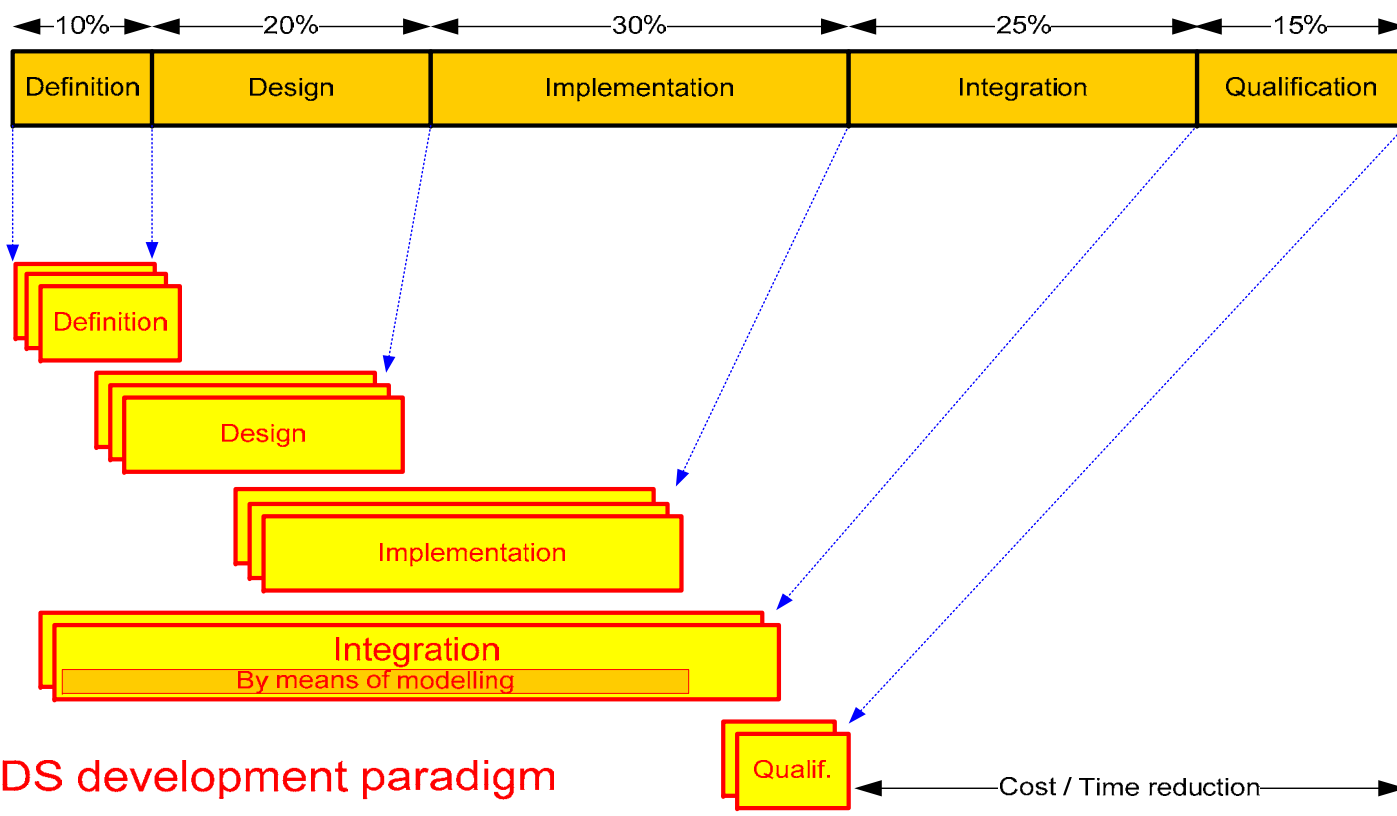 10% 20% 30% 25% 15%
Definition Design Implementation Integration Qualification
Definition
Design
Implementation
Integration
By means of modelling
Qualif.
DS development paradigm
Cost / Time reduction